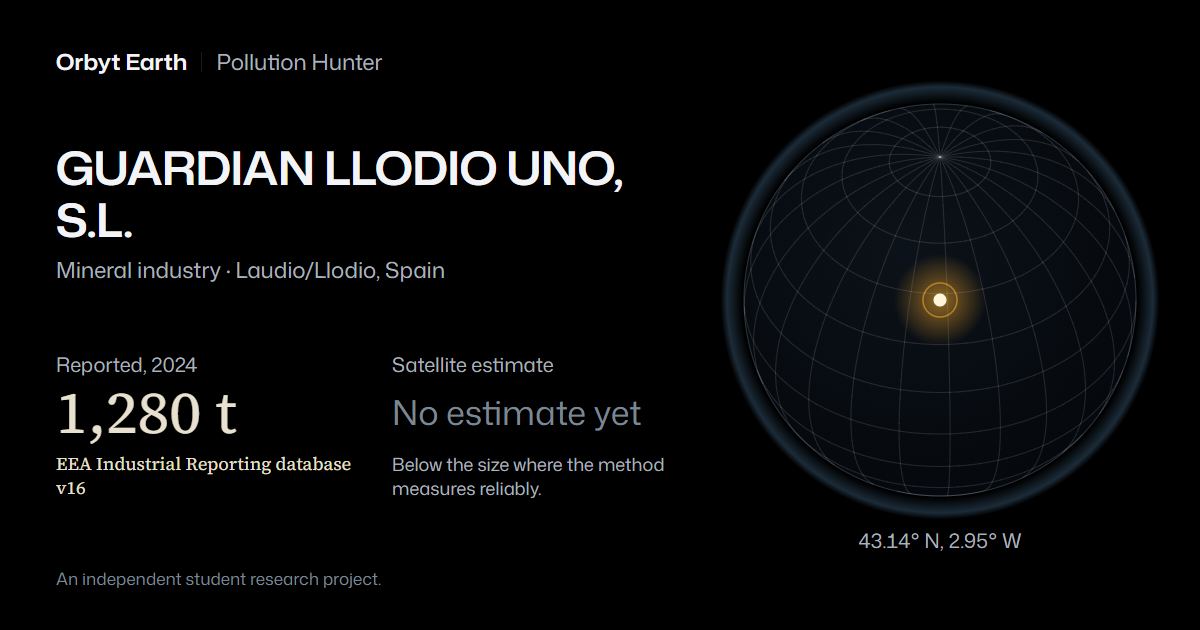 Orbyt Earth | Pollution Hunter
GUARDIAN LLODIO UNO,
S.L.
Mineral industry · Laudio/Llodio, Spain
Reported, 2024
1,280 t
EEA Industrial Reporting database
v16
Satellite estimate
No estimate yet
Below the size where the method
measures reliably.
43.14° N, 2.95° W
An independent student research project.